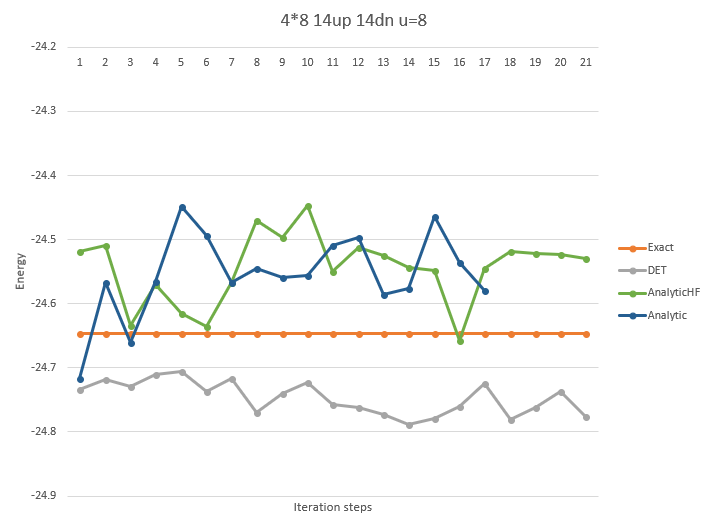 4*8 14up 14dn u=8
-24.2
1 2 3 4 5 6 7 8 9 10 11 12 13 14 15 16 17 18 19 20 21
-24.3
-24.4
-24.5
Exact
Energy
DET
AnalyticHF
-24.6
Analytic
-24.7
-24.8
-24.9
Iteration steps